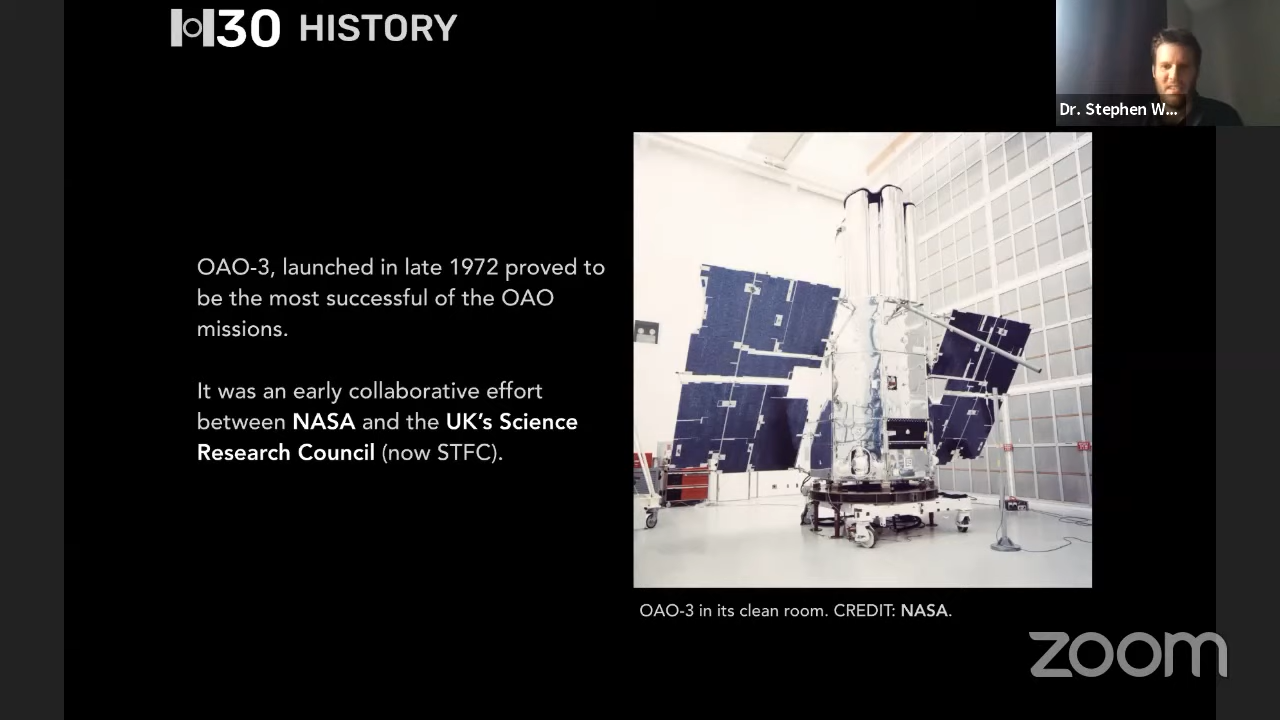 H30 HISTORY
Dr. Stephen W...
OAO-3, launched in late 1972 proved to
be the most successful of the OAO
missions.
It was an early collaborative effort
between NASA and the UK’s Science
Research Council (now STFC).
OAO-3 in its clean room. CREDIT: NASA.
zoom